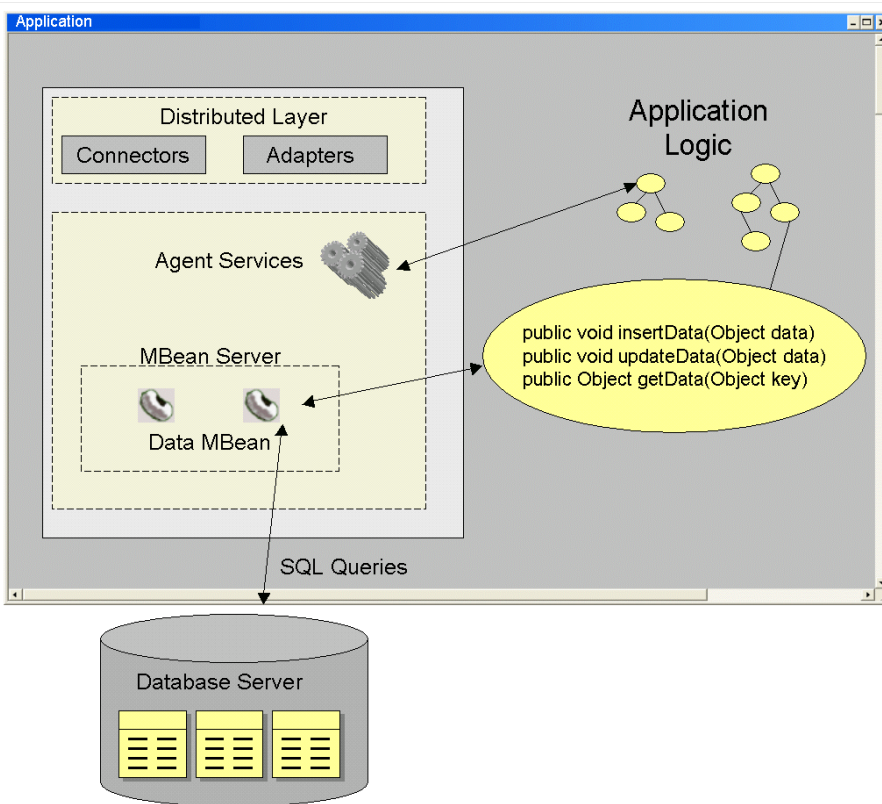 Application
Distributed Layer
Connectors
Adapters
Agent Services
MBean Server
Data MBean
Application
Logic
public void insertData(Object data)
public void updateData(Object data)
public Object getData(Object key)
SQL Queries
Database Server